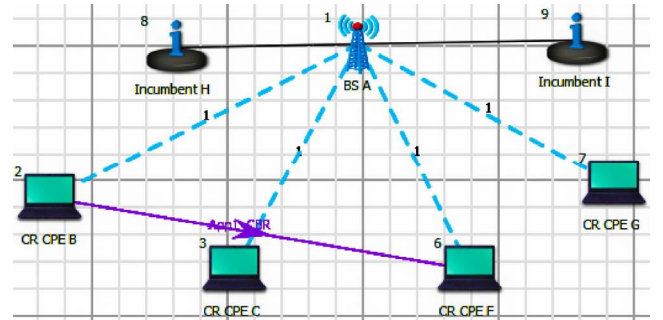 8
1
9
Incumbent H
BS A
Incumbent I
1
1
1
1
2
7
CR CPE B
App1_CBR
CR CPE G
3
6
CR CPE C
CR CPE F